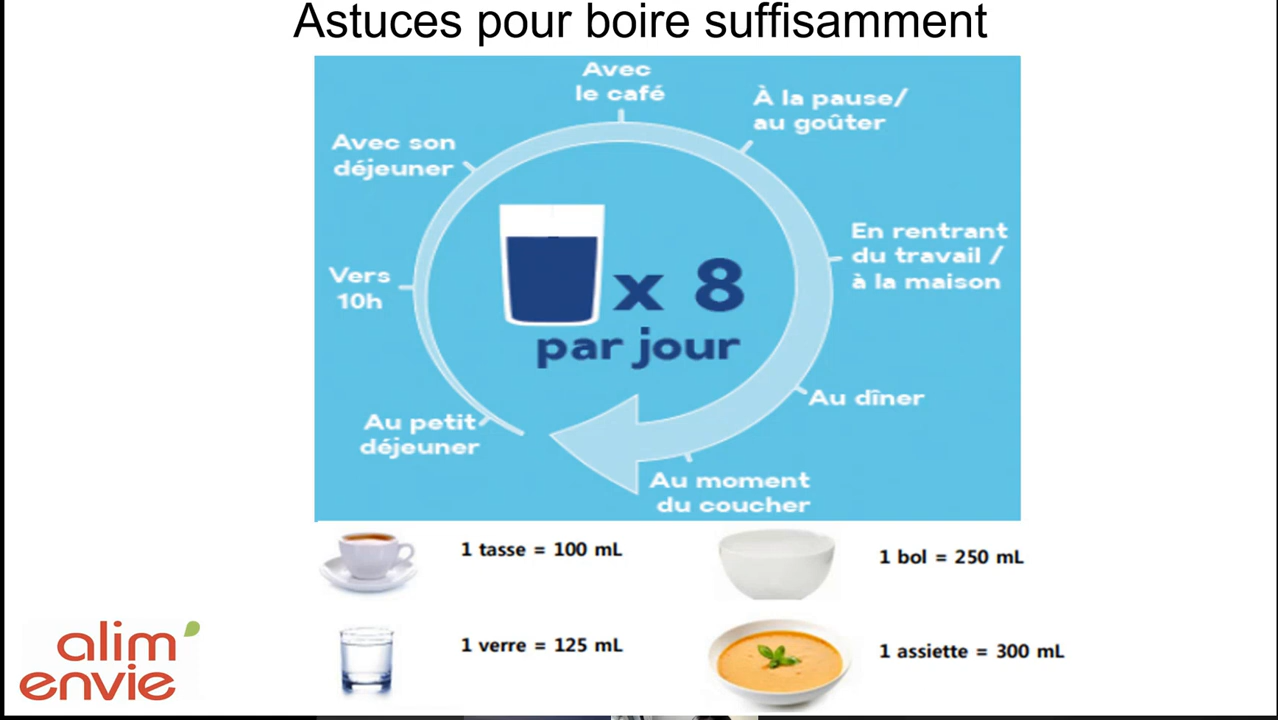 Astuces pour boire suffisamment
Avec
le café
À la pause/
au goûter
Avec son
déjeuner
En rentrant
du travail /
à la maison
Vers
10h
x 8
par jour
Au dîner
Au petit
déjeuner
Au moment
du coucher
1 tasse = 100 mL
1 bol = 250 mL
1 verre = 125 mL
1 assiette = 300 mL
alim'
envie